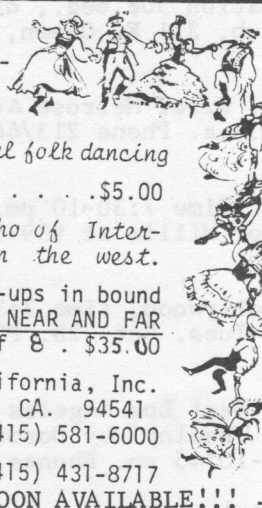 folk dancing
. . . . $5.00
of Inter-
the west.
-ups in bound
NEAR AND FAR
8 . $35.00
ifornia, Inc.
CA. 94541
415) 581-6000
415) 431-8717
OON AVAILABLE!!! -